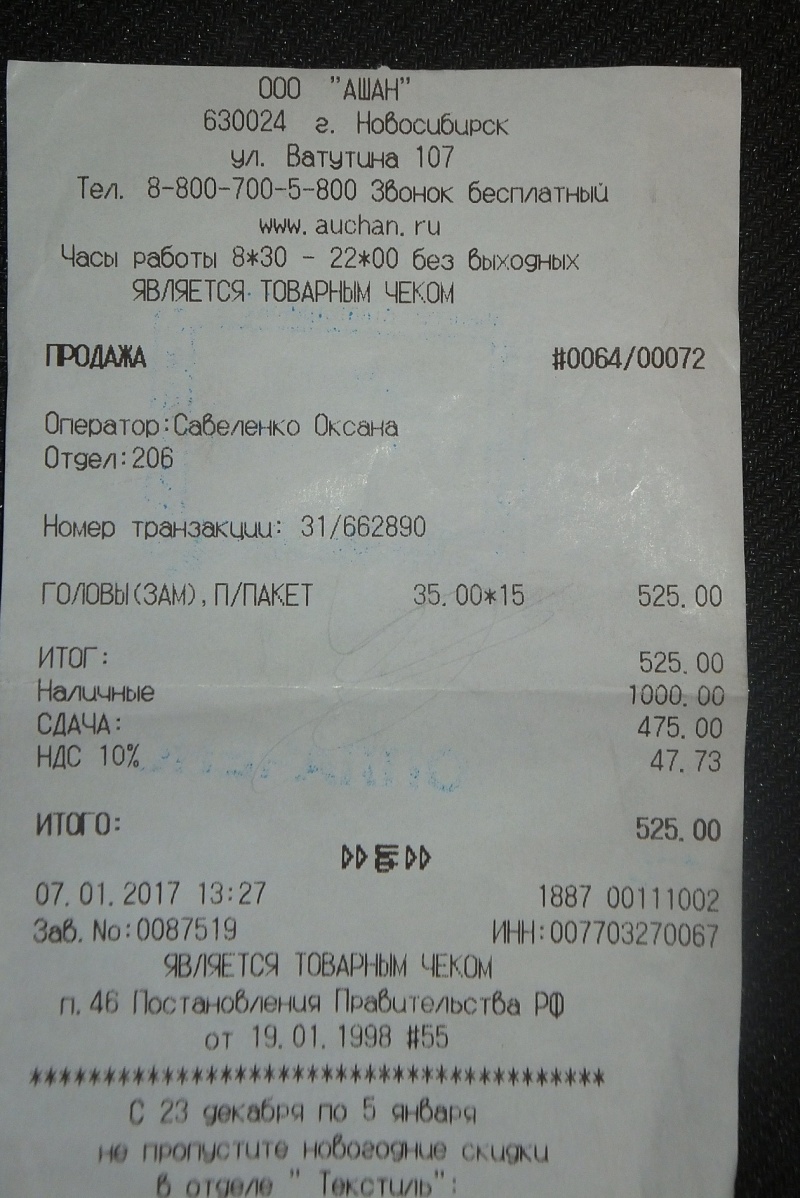 ООО "АШАН"
630024 г. Новосибирск
ул. Ватутина 107
Тел. 8-800-700-5-800 Звонок бесплатный
www.auchan.ru
Часы работы 8*30 - 22*00 без выходных
ЯВЛЯЕТСЯ ТОВАРНЫМ ЧЕКОМ
ПРОДАЖА #0064/00072
Оператор:Савеленко Оксана
Отдел:206
Номер транзакции: 31/662890
ГОЛОВЫ(ЗАМ),П/ПАКЕТ 35.00*15 525.00
ИТОГ: 525.00
Наличные 1000.00
СДАЧА: 475.00
НДС 10% 47.73
ИТОГО: 525.00
07.01.2017 13:27 1887 00111002
Зав.No:0087519 ИНН:007703270067
ЯВЛЯЕТСЯ ТОВАРНЫМ ЧЕКОМ
п.46 Постановления Правительства РФ
от 19.01.1998 #55
****************************************
С 23 декабря по 5 января
не пропустите новогодние скидки
в отделе " Текстиль":